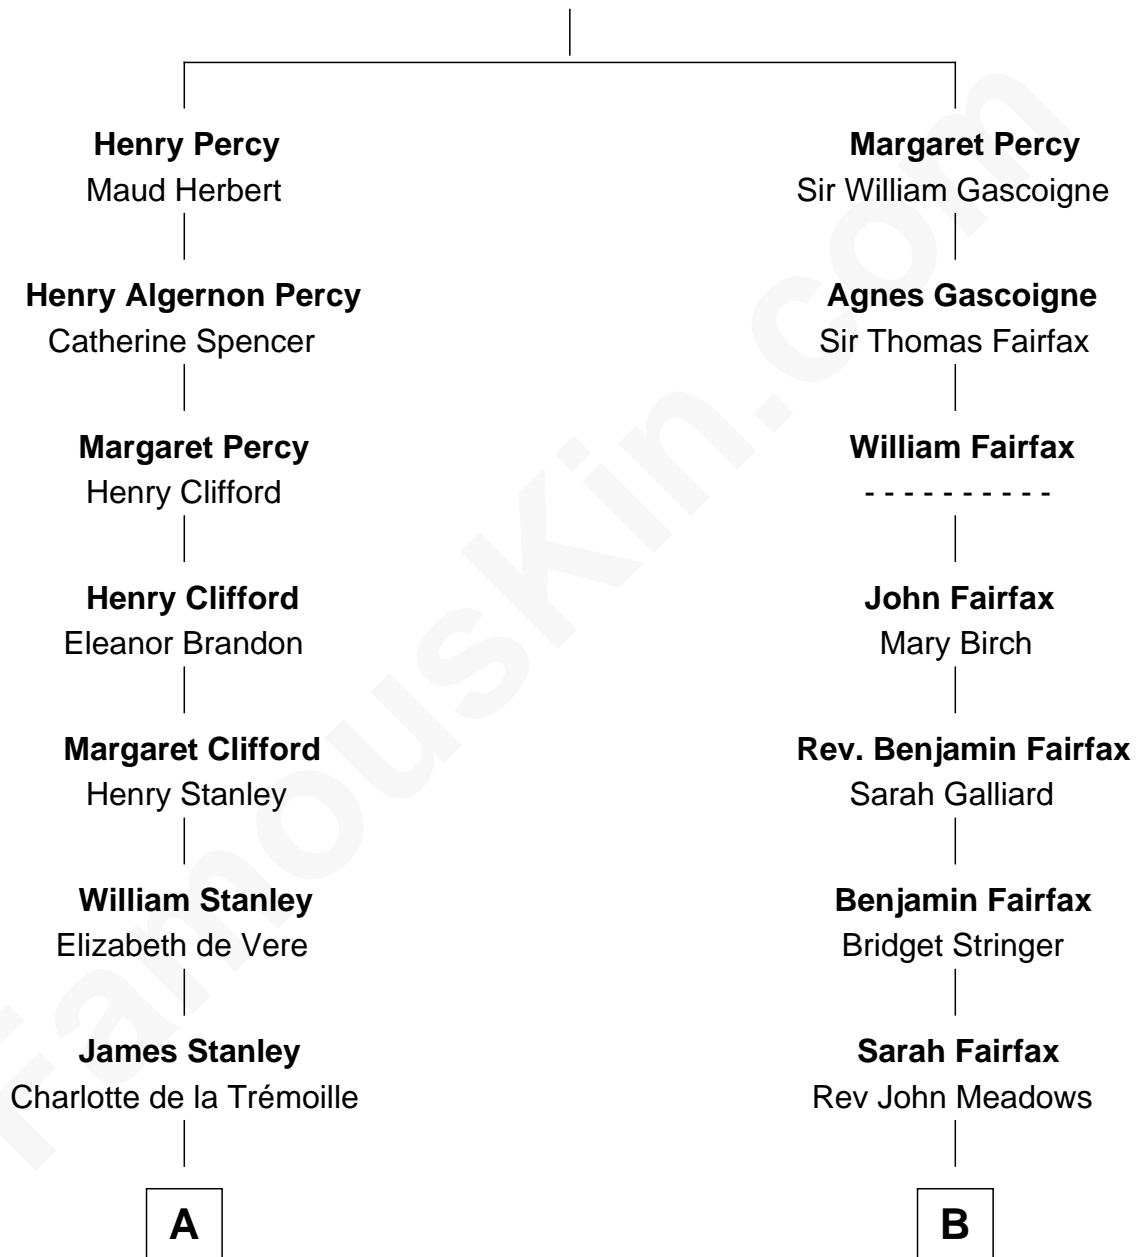 Henry Percy
Maud Herbert
Henry Algernon Percy
Catherine Spencer
Margaret Percy
Henry Clifford
Henry Clifford
Eleanor Brandon
Margaret Clifford
Henry Stanley
William Stanley
Elizabeth de Vere
James Stanley
Charlotte de la Trémoille
A
Margaret Percy
Sir William Gascoigne
Agnes Gascoigne
Sir Thomas Fairfax
William Fairfax
- - - - - - - - - -
John Fairfax
Mary Birch
Rev. Benjamin Fairfax
Sarah Galliard
Benjamin Fairfax
Bridget Stringer
Sarah Fairfax
Rev John Meadows
B
FamousKin.com